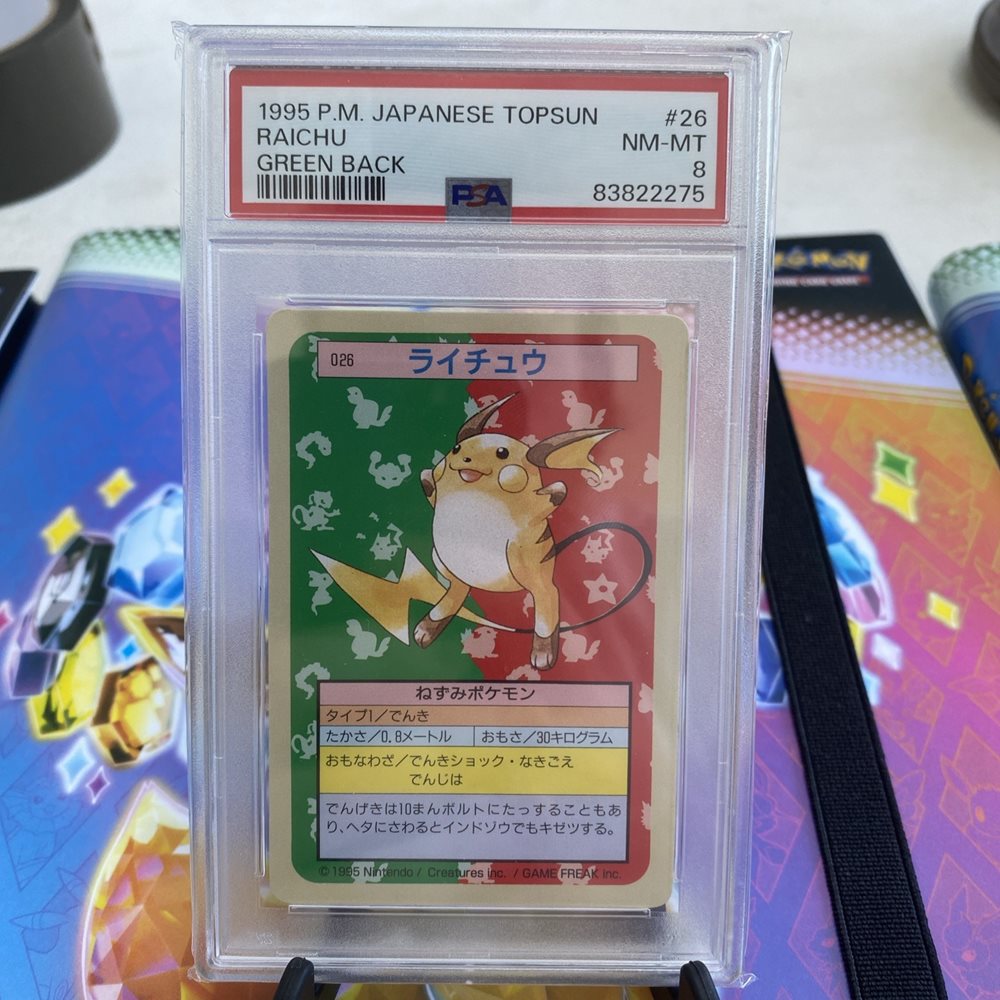 1995 P.M. JAPANESE TOPSUN #26
RAICHU NM-MT
GREEN BACK 8
PSA 83822275
026 ライチュウ
ねずみポケモン
タイプ1/でんき
たかさ/0.8メートル おもさ/30キログラム
おもなわざ/でんきショック・なきごえ
でんじは
でんげきは10まんボルトにたっすることもあ
り、ヘタにさわるとインドゾウでもキゼツする。
©1995 Nintendo / Creatures inc. / GAME FREAK inc.